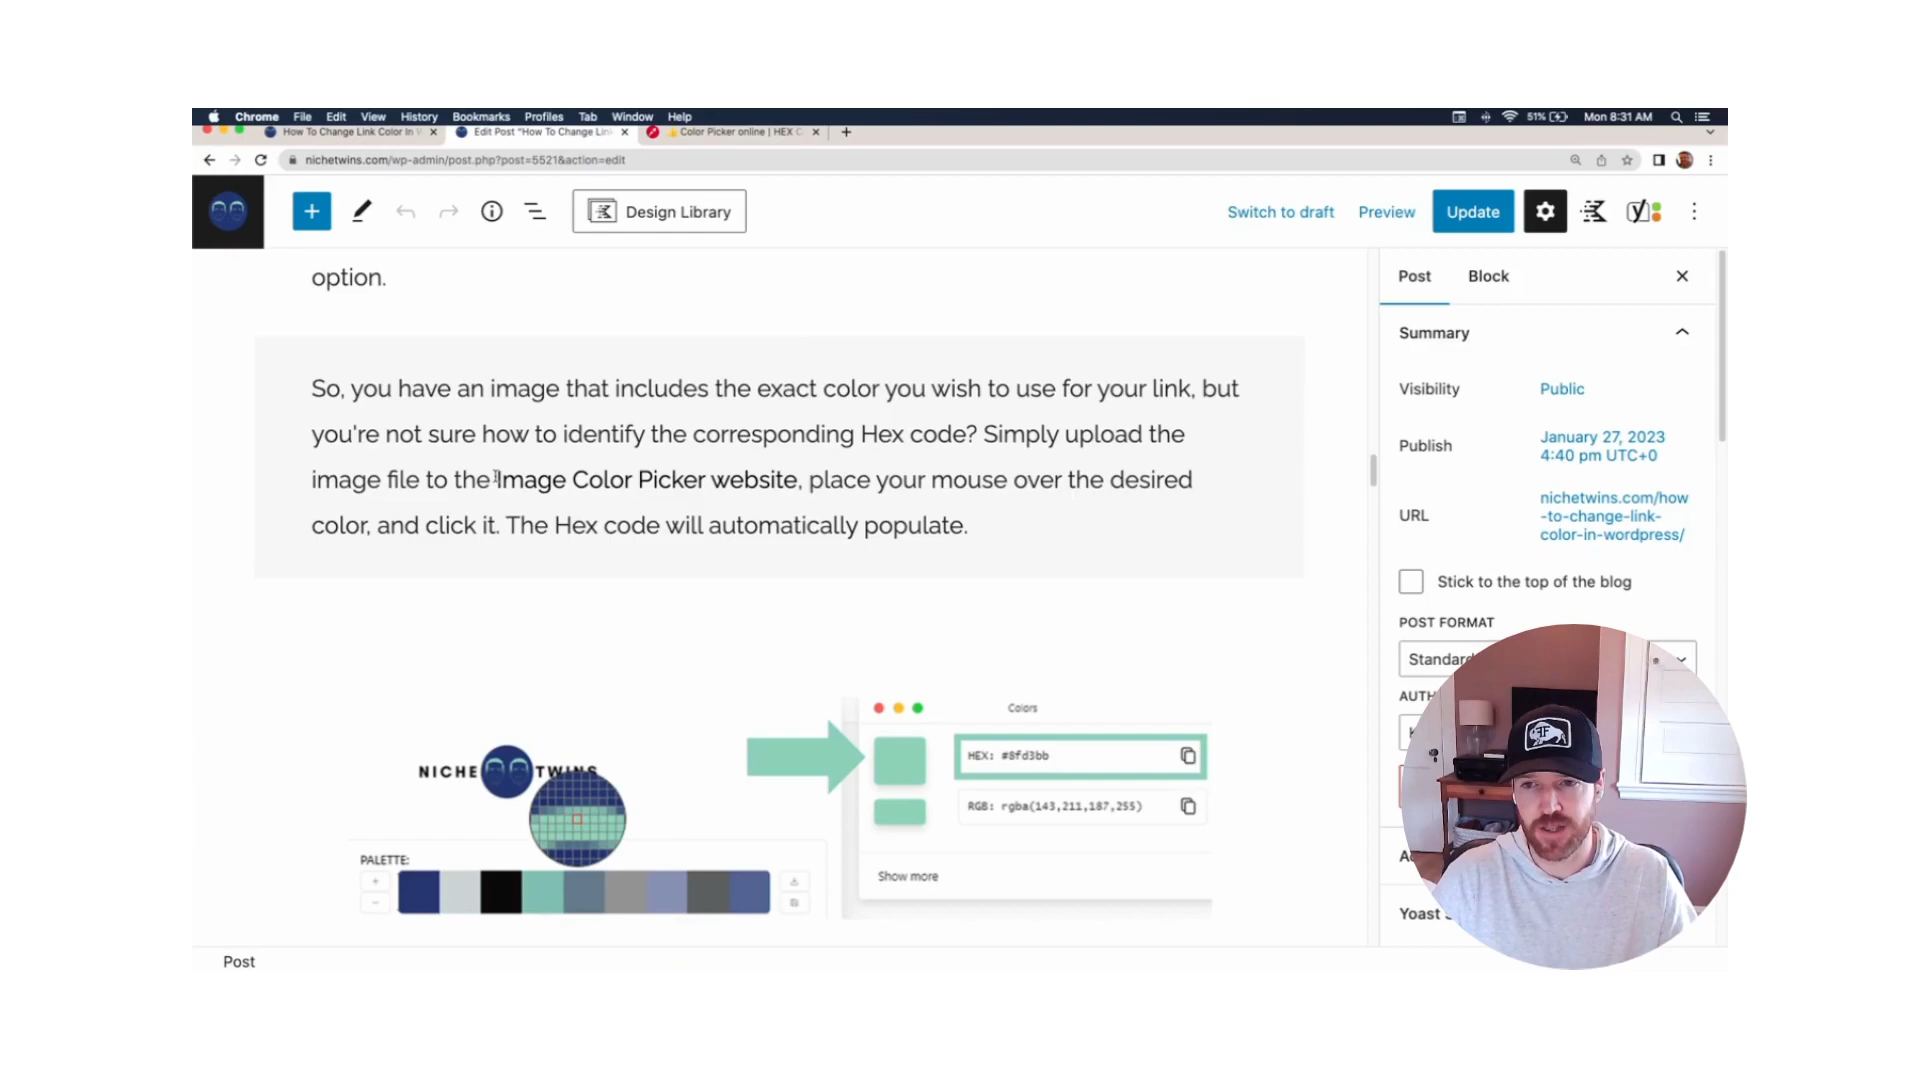 Chrome File Edit View History Bookmarks Profiles Tab Window Help
51% Mon 8:31 AM
How To Change Link Color In
Edit Post "How To Change Lin
Color Picker online | HEX C
nichetwins.com/wp-admin/post.php?post=5521&action=edit
Design Library
Switch to draft
Preview
Update
option.
So, you have an image that includes the exact color you wish to use for your link, but
you're not sure how to identify the corresponding Hex code? Simply upload the
image file to the Image Color Picker website, place your mouse over the desired
color, and click it. The Hex code will automatically populate.
NICHE TWINS
PALETTE:
Colors
HEX: #8fd3bb
RGB: rgba(143,211,187,255)
Show more
Post
Block
Summary
Visibility
Public
Publish
January 27, 2023
4:40 pm UTC+0
URL
nichetwins.com/how
-to-change-link-
color-in-wordpress/
Stick to the top of the blog
POST FORMAT
Standard
AUTH
Yoast S
Post